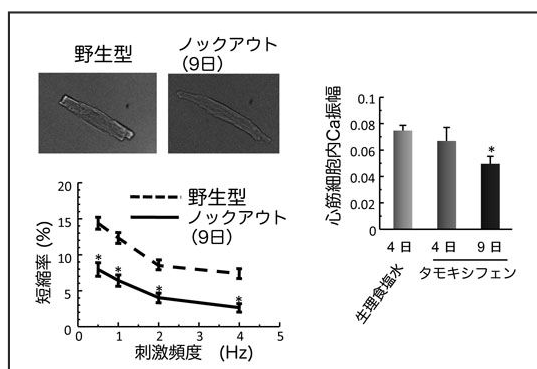 野生型
ノックアウト
(9日)
20
15
10
5
0
短縮率 (%)
野生型
ノックアウト
(9日)
*
*
*
*
0
1
2
3
4
5
刺激頻度 (Hz)
心筋細胞内Ca振幅
0.1
0.08
0.06
0.04
0.02
0
*
4日
4日
9日
生理食塩水
タモキシフェン